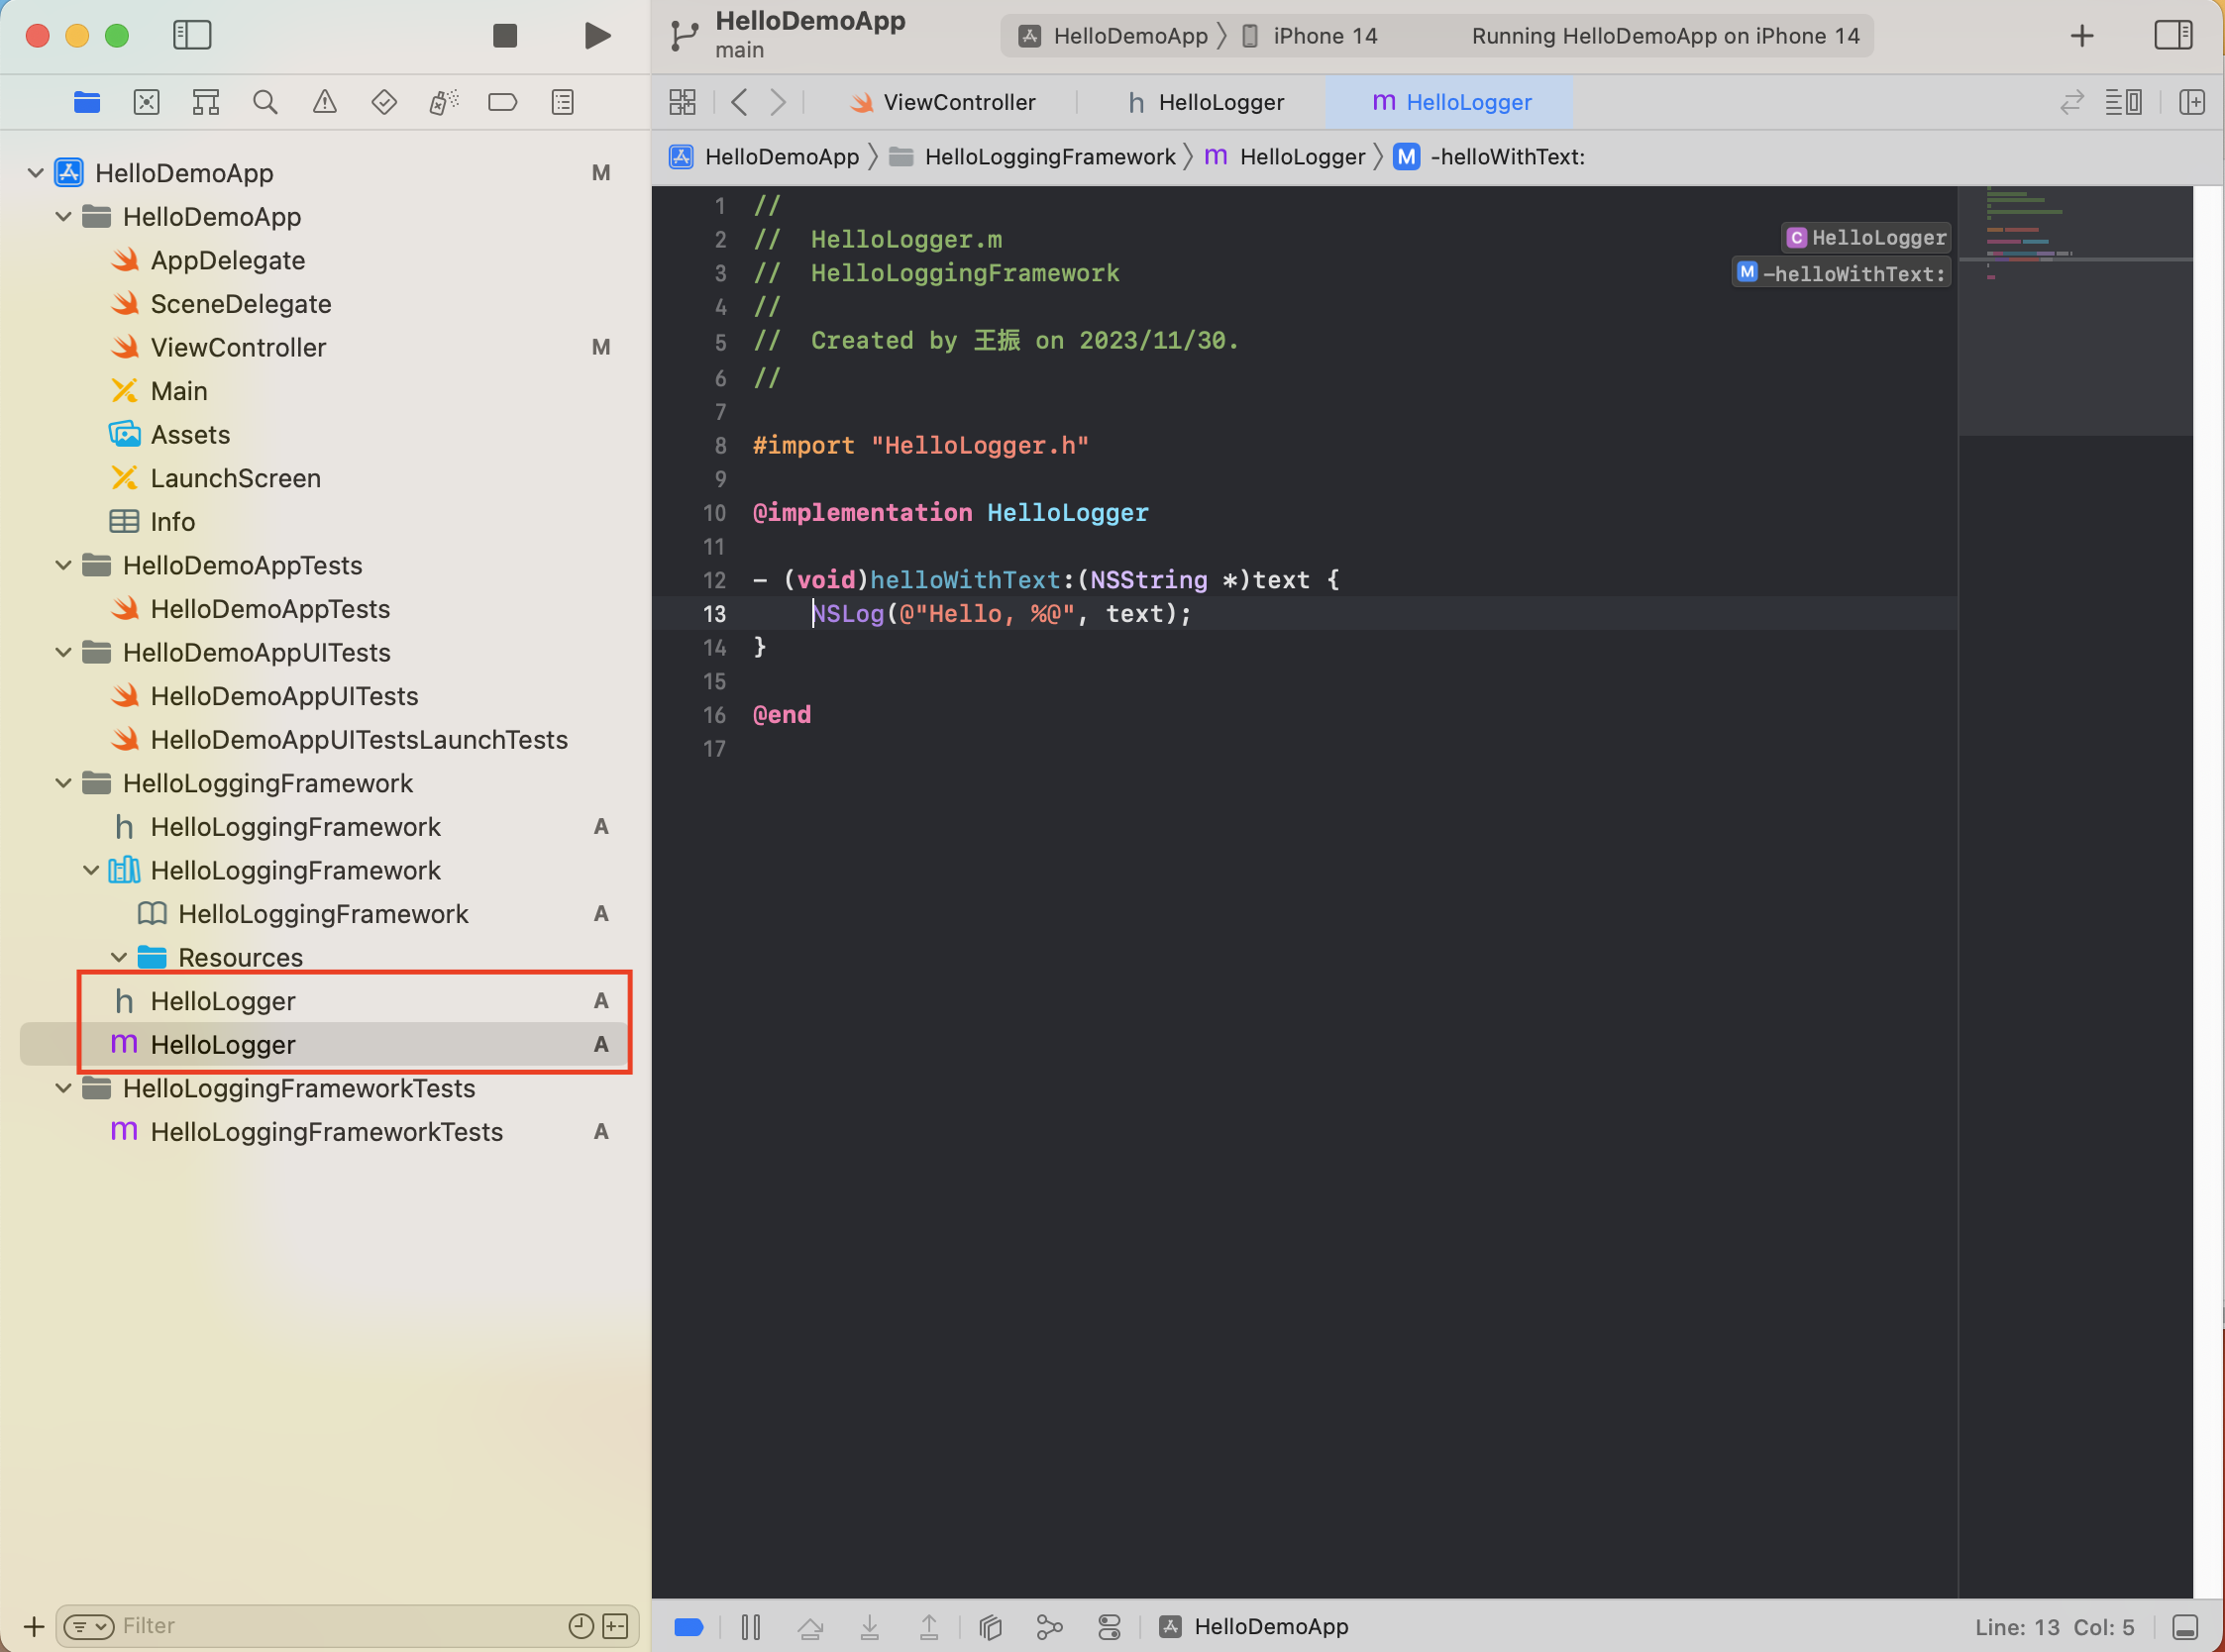 HelloDemoApp
main
HelloDemoApp
iPhone 14
Running HelloDemoApp on iPhone 14
ViewController
h HelloLogger
m HelloLogger
HelloDemoApp
HelloLoggingFramework
m HelloLogger
M -helloWithText:
HelloDemoApp M
HelloDemoApp
AppDelegate
SceneDelegate
ViewController M
Main
Assets
LaunchScreen
Info
HelloDemoAppTests
HelloDemoAppTests
HelloDemoAppUITests
HelloDemoAppUITests
HelloDemoAppUITestsLaunchTests
HelloLoggingFramework
h HelloLoggingFramework A
HelloLoggingFramework
HelloLoggingFramework A
Resources
h HelloLogger A
m HelloLogger A
HelloLoggingFrameworkTests
m HelloLoggingFrameworkTests A
Filter
1 //
2 //  HelloLogger.m
3 //  HelloLoggingFramework
4 //
5 //  Created by 王振 on 2023/11/30.
6 //
7
8 #import "HelloLogger.h"
9
10 @implementation HelloLogger
11
12 - (void)helloWithText:(NSString *)text {
13     NSLog(@"Hello, %@", text);
14 }
15
16 @end
17
C HelloLogger
M -helloWithText:
HelloDemoApp
Line: 13 Col: 5